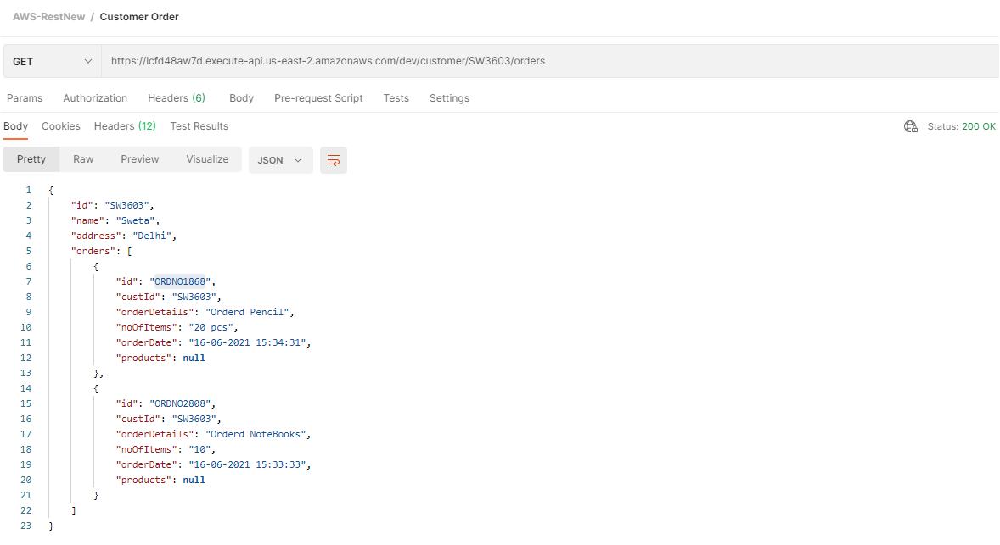 AWS-RestNew / Customer Order
GET https://lcfd48aw7d.execute-api.us-east-2.amazonaws.com/dev/customer/SW3603/orders
Params Authorization Headers (6) Body Pre-request Script Tests Settings
Body Cookies Headers (12) Test Results Status: 200 OK
Pretty Raw Preview Visualize JSON
1 {
2 "id": "SW3603",
3 "name": "Sweta",
4 "address": "Delhi",
5 "orders": [
6 {
7 "id": "ORDNO1868",
8 "custId": "SW3603",
9 "orderDetails": "Orderd Pencil",
10 "noOfItems": "20 pcs",
11 "orderDate": "16-06-2021 15:34:31",
12 "products": null
13 },
14 {
15 "id": "ORDNO2808",
16 "custId": "SW3603",
17 "orderDetails": "Orderd NoteBooks",
18 "noOfItems": "10",
19 "orderDate": "16-06-2021 15:33:33",
20 "products": null
21 }
22 ]
23 }